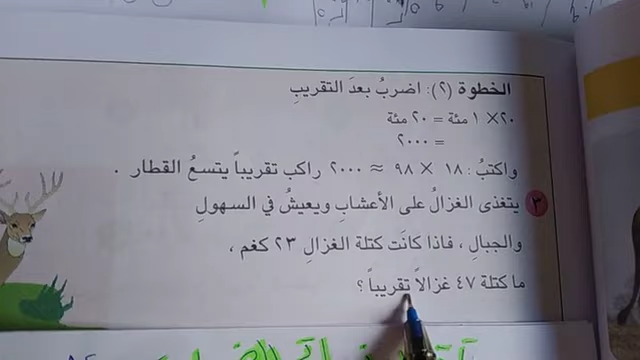 الخطوة (٢): اضربُ بعدَ التقريبِ
٢٠ × ١ مئة = ٢٠ مئة
= ٢٠٠٠
واكتبُ: ١٨ × ٩٨ ≈ ٢٠٠٠ راكب تقريباً يتسعُ القطار .
٣ يتغذى الغزالُ على الأعشابِ ويعيشُ في السهولِ
والجبالِ ، فاذا كانَت كتلة الغزالِ ٢٣ كغم ،
ما كتلة ٤٧ غزالاً تقريباً ؟